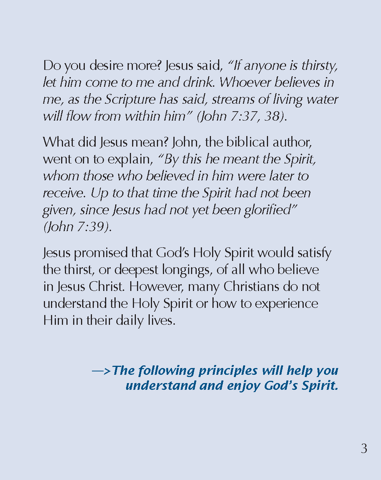 Do you desire more? Jesus said, “If anyone is thirsty,
let him come to me and drink. Whoever believes in
me, as the Scripture has said, streams of living water
will flow from within him” (John 7:37, 38).
What did Jesus mean? John, the biblical author,
went on to explain, “By this he meant the Spirit,
whom those who believed in him were later to
receive. Up to that time the Spirit had not been
given, since Jesus had not yet been glorified”
(John 7:39).
Jesus promised that God’s Holy Spirit would satisfy
the thirst, or deepest longings, of all who believe
in Jesus Christ. However, many Christians do not
understand the Holy Spirit or how to experience
Him in their daily lives.
—>The following principles will help you
understand and enjoy God’s Spirit.
3